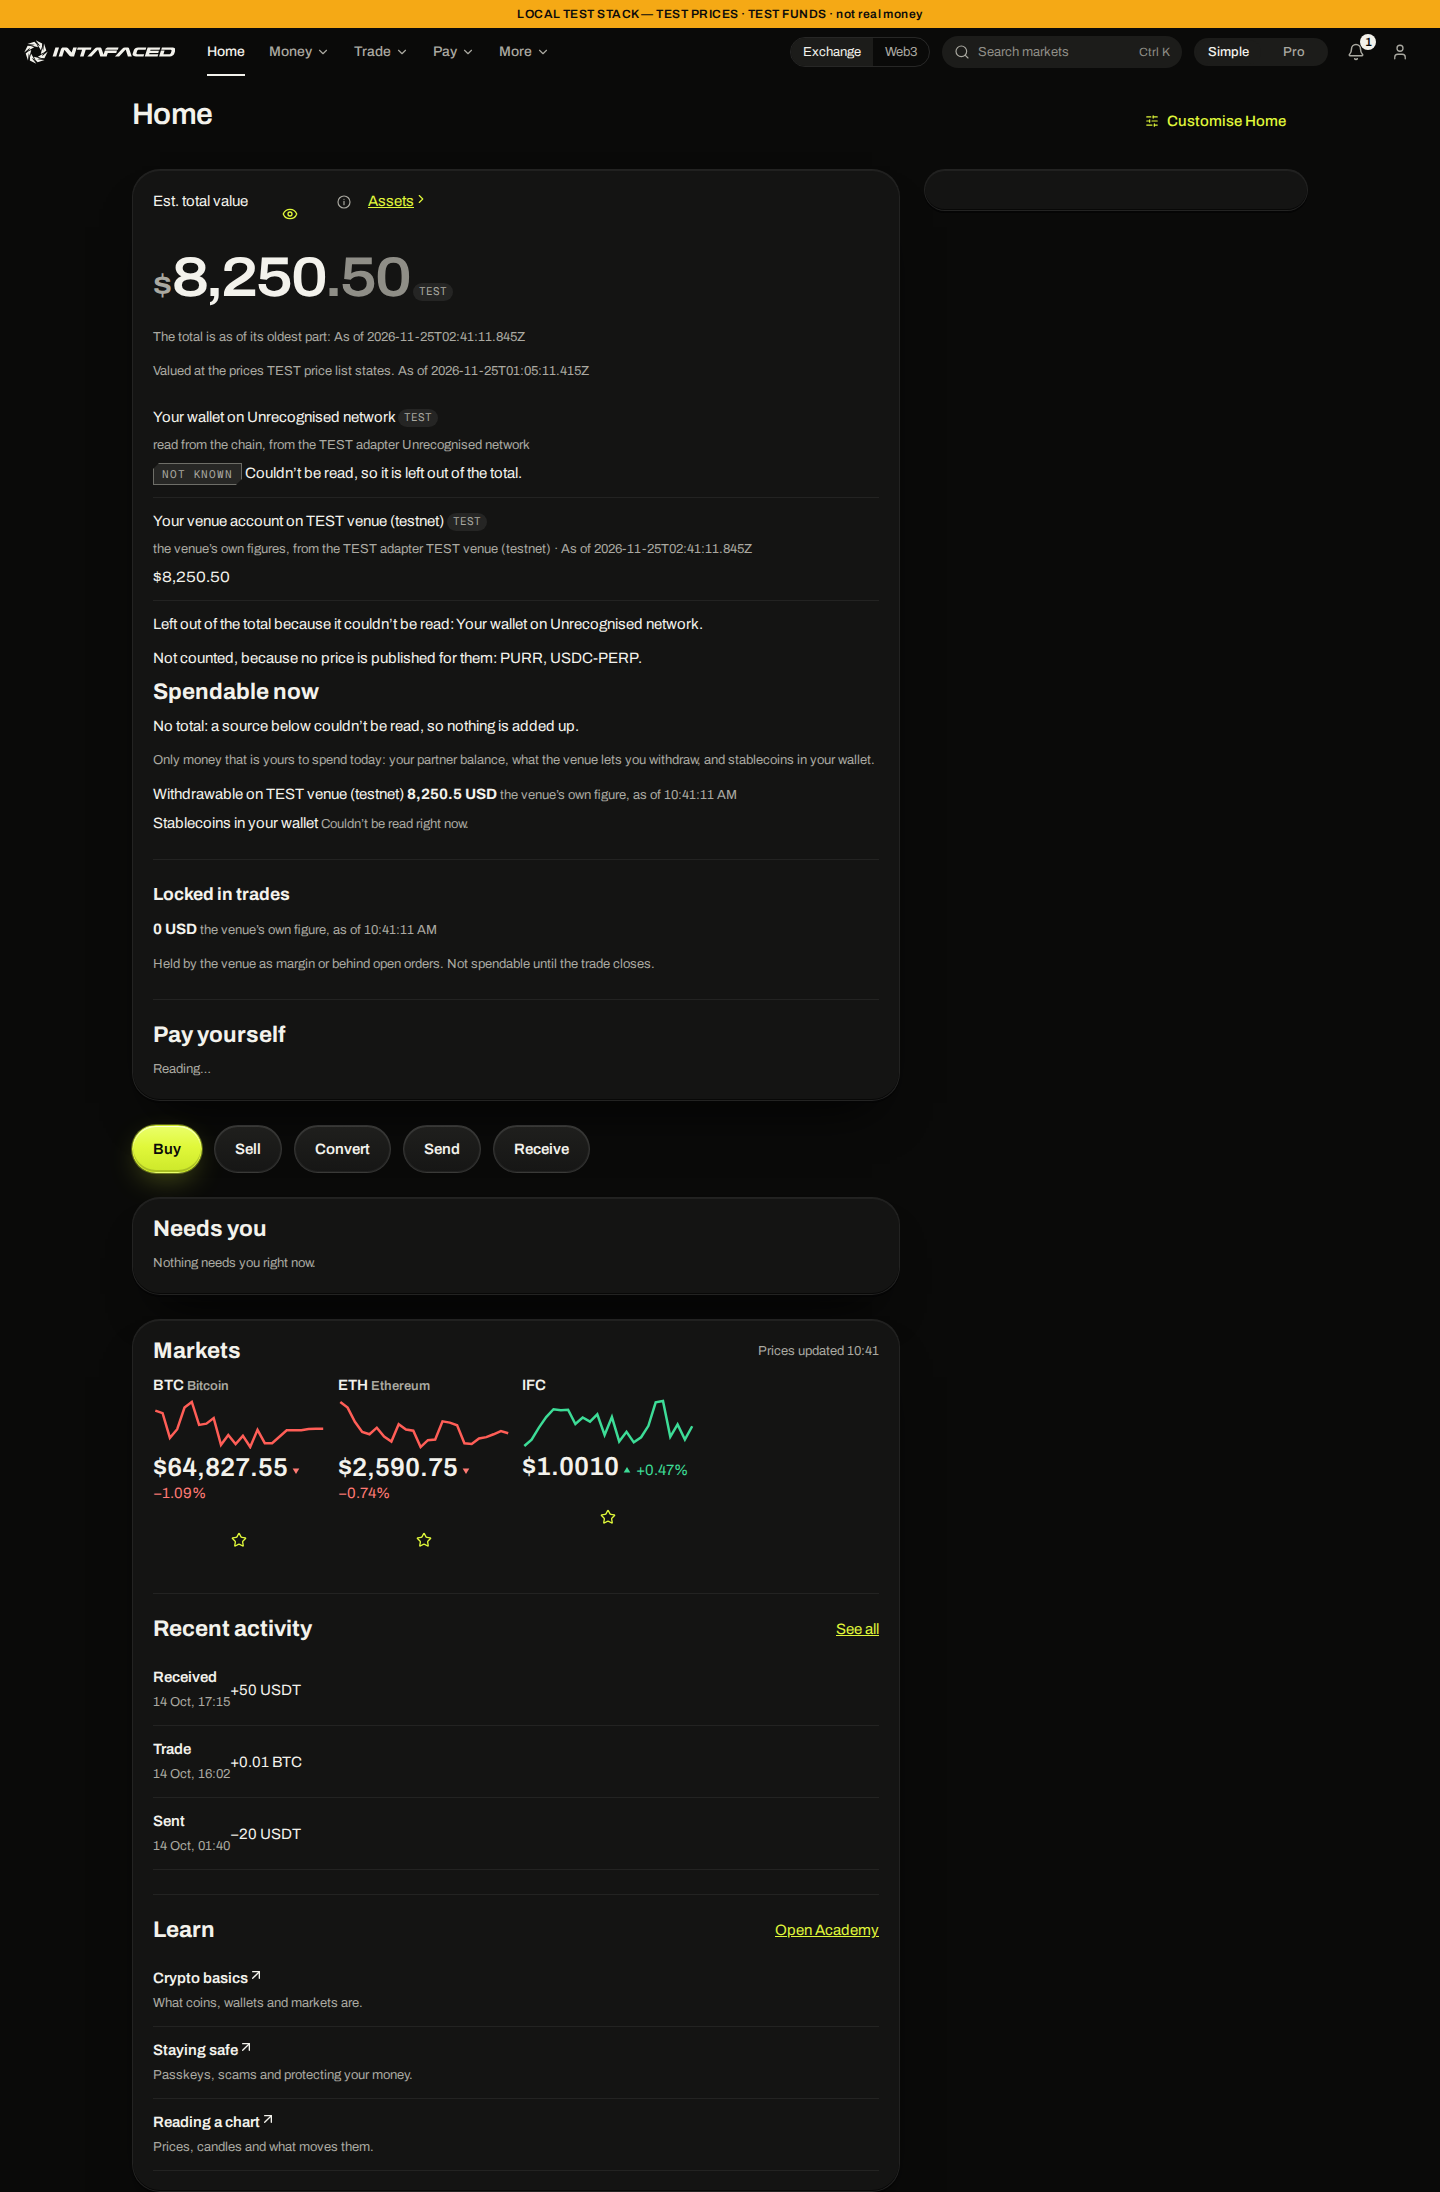 LOCAL TEST STACK — TEST PRICES · TEST FUNDS · not real money
INTAFACED
Home
Money
Trade
Pay
More
Exchange
Web3
Search markets
Ctrl K
Simple
Pro
1
Home
Customise Home
Est. total value
Assets
$8,250.50 TEST
The total is as of its oldest part: As of 2026-11-25T02:41:11.845Z
Valued at the prices TEST price list states. As of 2026-11-25T01:05:11.415Z
Your wallet on Unrecognised network TEST
read from the chain, from the TEST adapter Unrecognised network
NOT KNOWN Couldn’t be read, so it is left out of the total.
Your venue account on TEST venue (testnet) TEST
the venue’s own figures, from the TEST adapter TEST venue (testnet) · As of 2026-11-25T02:41:11.845Z
$8,250.50
Left out of the total because it couldn’t be read: Your wallet on Unrecognised network.
Not counted, because no price is published for them: PURR, USDC-PERP.
Spendable now
No total: a source below couldn’t be read, so nothing is added up.
Only money that is yours to spend today: your partner balance, what the venue lets you withdraw, and stablecoins in your wallet.
Withdrawable on TEST venue (testnet) 8,250.5 USD the venue’s own figure, as of 10:41:11 AM
Stablecoins in your wallet Couldn’t be read right now.
Locked in trades
0 USD the venue’s own figure, as of 10:41:11 AM
Held by the venue as margin or behind open orders. Not spendable until the trade closes.
Pay yourself
Reading…
Buy
Sell
Convert
Send
Receive
Needs you
Nothing needs you right now.
Markets
Prices updated 10:41
BTC Bitcoin
$64,827.55 ▼
−1.09%
ETH Ethereum
$2,590.75 ▼
−0.74%
IFC
$1.0010 ▲ +0.47%
Recent activity
See all
Received
14 Oct, 17:15
+50 USDT
Trade
14 Oct, 16:02
+0.01 BTC
Sent
14 Oct, 01:40
−20 USDT
Learn
Open Academy
Crypto basics
What coins, wallets and markets are.
Staying safe
Passkeys, scams and protecting your money.
Reading a chart
Prices, candles and what moves them.